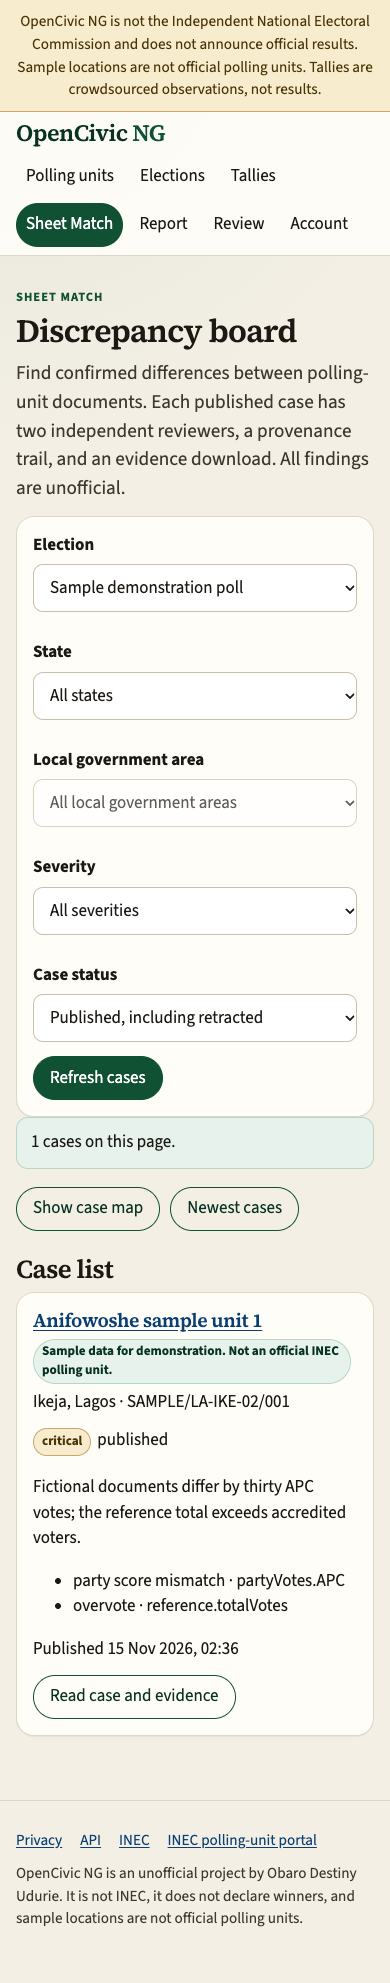 OpenCivic NG is not the Independent National Electoral
Commission and does not announce official results.
Sample locations are not official polling units. Tallies are
crowdsourced observations, not results.
OpenCivic NG
Polling units Elections Tallies
Sheet Match Report Review Account
SHEET MATCH
Discrepancy board
Find confirmed differences between polling-
unit documents. Each published case has
two independent reviewers, a provenance
trail, and an evidence download. All findings
are unofficial.
Election
Sample demonstration poll
State
All states
Local government area
All local government areas
Severity
All severities
Case status
Published, including retracted
Refresh cases
1 cases on this page.
Show case map Newest cases
Case list
Anifowoshe sample unit 1
Sample data for demonstration. Not an official INEC
polling unit.
Ikeja, Lagos · SAMPLE/LA-IKE-02/001
critical published
Fictional documents differ by thirty APC
votes; the reference total exceeds accredited
voters.
• party score mismatch · partyVotes.APC
• overvote · reference.totalVotes
Published 15 Nov 2026, 02:36
Read case and evidence
Privacy API INEC INEC polling-unit portal
OpenCivic NG is an unofficial project by Obaro Destiny
Udurie. It is not INEC, it does not declare winners, and
sample locations are not official polling units.